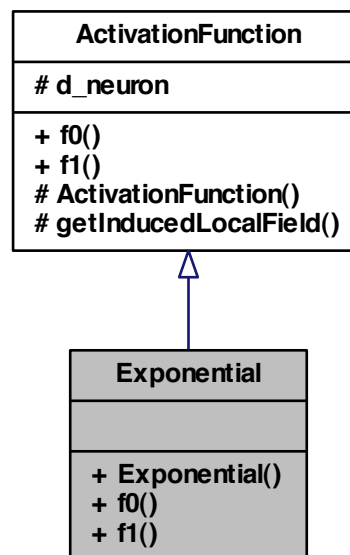 ActivationFunction
# d_neuron
+ f0()
+ f1()
# ActivationFunction()
# getInducedLocalField()
Exponential
+ Exponential()
+ f0()
+ f1()